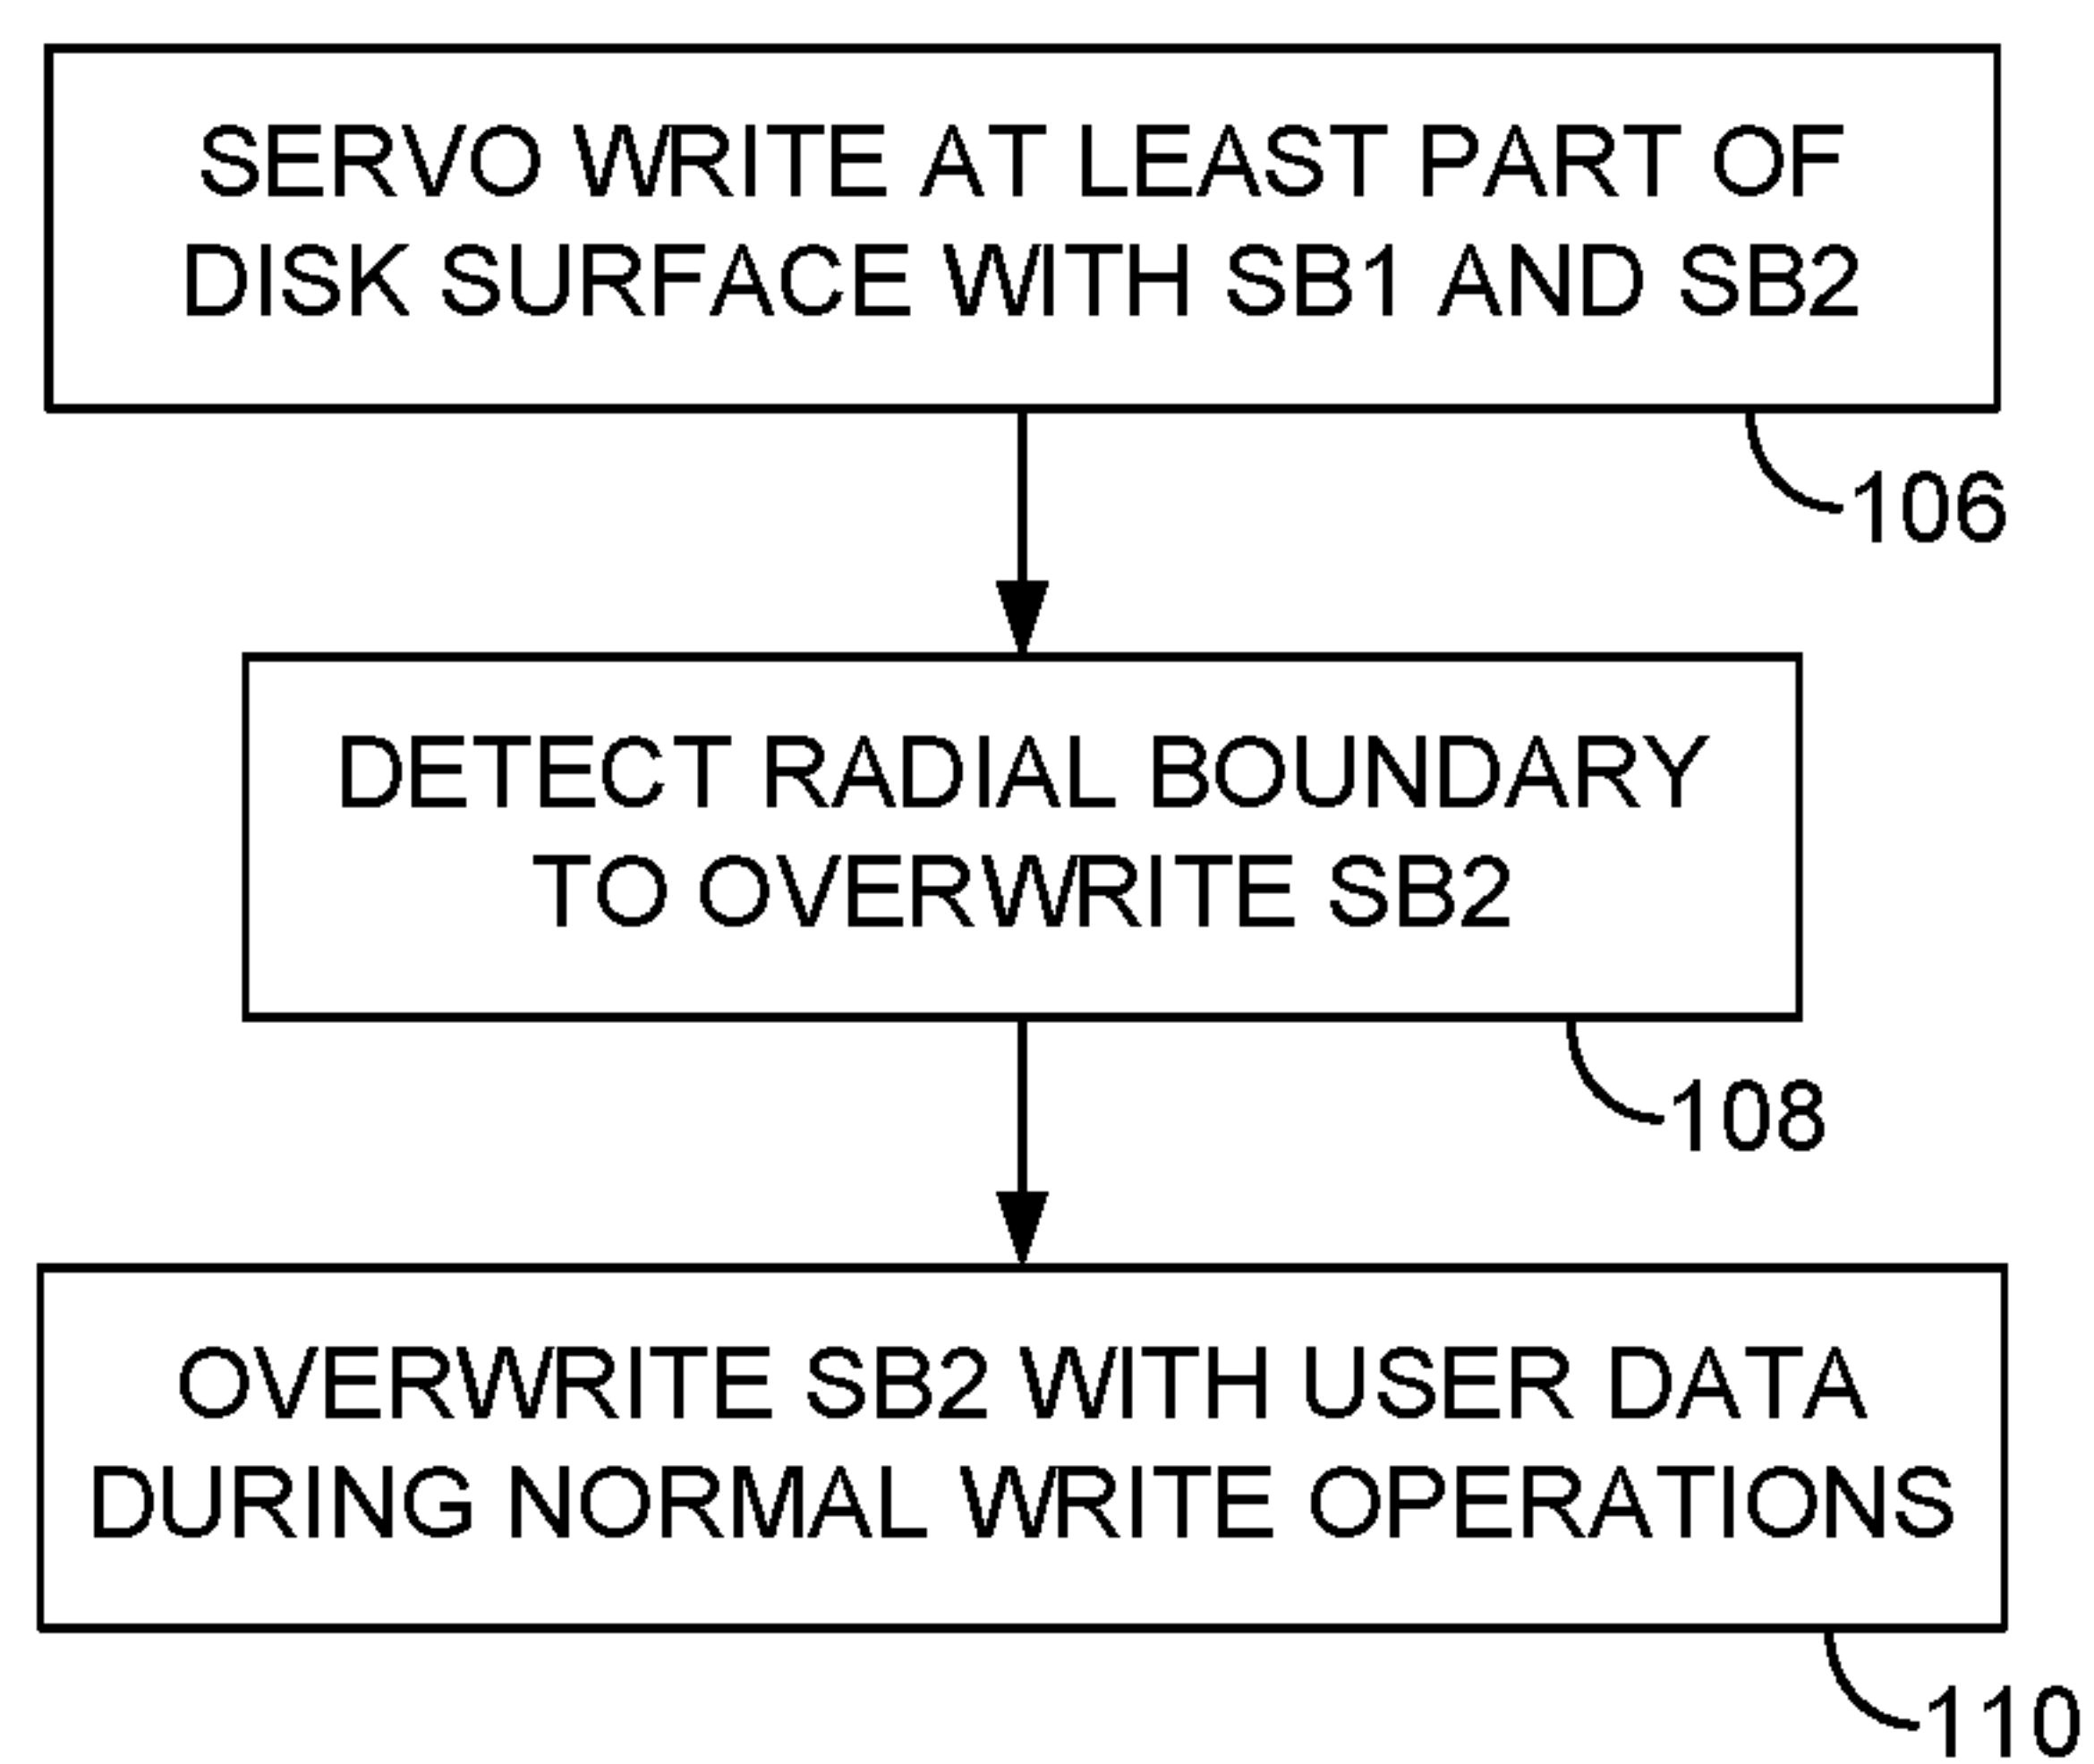 SERVO WRITE AT LEAST PART OF
DISK SURFACE WITH SB1 AND SB2
106
DETECT RADIAL BOUNDARY
TO OVERWRITE SB2
108
OVERWRITE SB2 WITH USER DATA
DURING NORMAL WRITE OPERATIONS
110